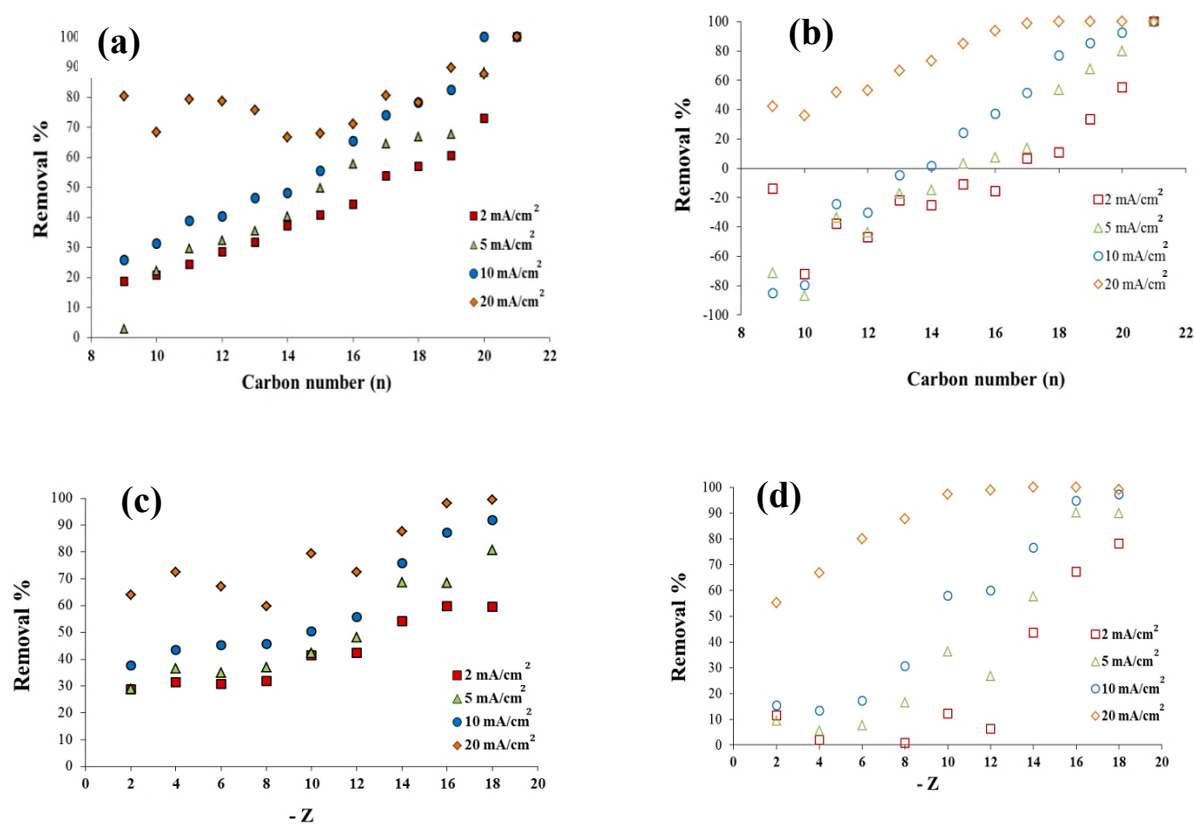 (a)
Removal %
100
90
80
70
60
50
40
30
20
10
0
8 10 12 14 16 18 20 22
Carbon number (n)
2 mA/cm²
5 mA/cm²
10 mA/cm²
20 mA/cm²
(b)
Removal %
100
80
60
40
20
0
-20
-40
-60
-80
-100
8 10 12 14 16 18 20 22
Carbon number (n)
2 mA/cm²
5 mA/cm²
10 mA/cm²
20 mA/cm²
(c)
Removal %
100
90
80
70
60
50
40
30
20
10
0
0 2 4 6 8 10 12 14 16 18 20
- Z
2 mA/cm²
5 mA/cm²
10 mA/cm²
20 mA/cm²
(d)
Removal %
100
90
80
70
60
50
40
30
20
10
0
0 2 4 6 8 10 12 14 16 18 20
- Z
2 mA/cm²
5 mA/cm²
10 mA/cm²
20 mA/cm²